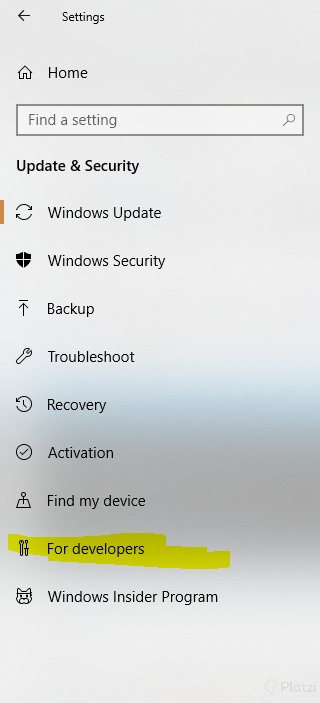 Settings
Home
Find a setting
Update & Security
Windows Update
Windows Security
Backup
Troubleshoot
Recovery
Activation
Find my device
For developers
Windows Insider Program
Platzi